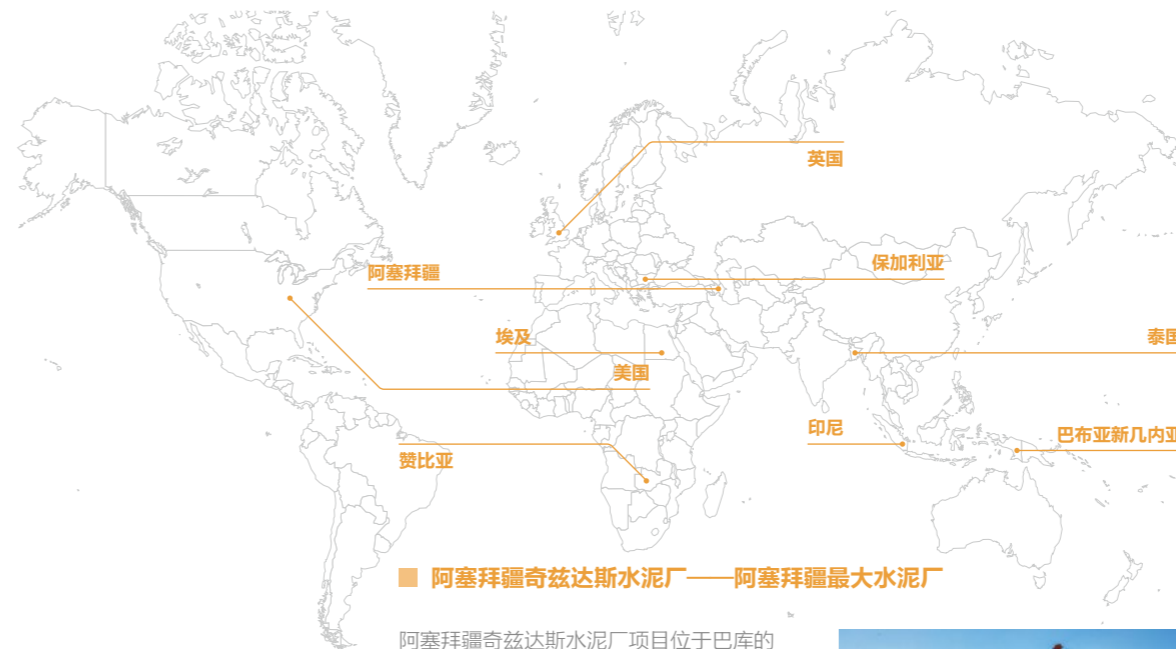 英国
保加利亚
阿塞拜疆
埃及
泰国
美国
印尼
巴布亚新几内亚
赞比亚
阿塞拜疆奇兹达斯水泥厂——阿塞拜疆最大水泥厂
阿塞拜疆奇兹达斯水泥厂项目位于巴库的